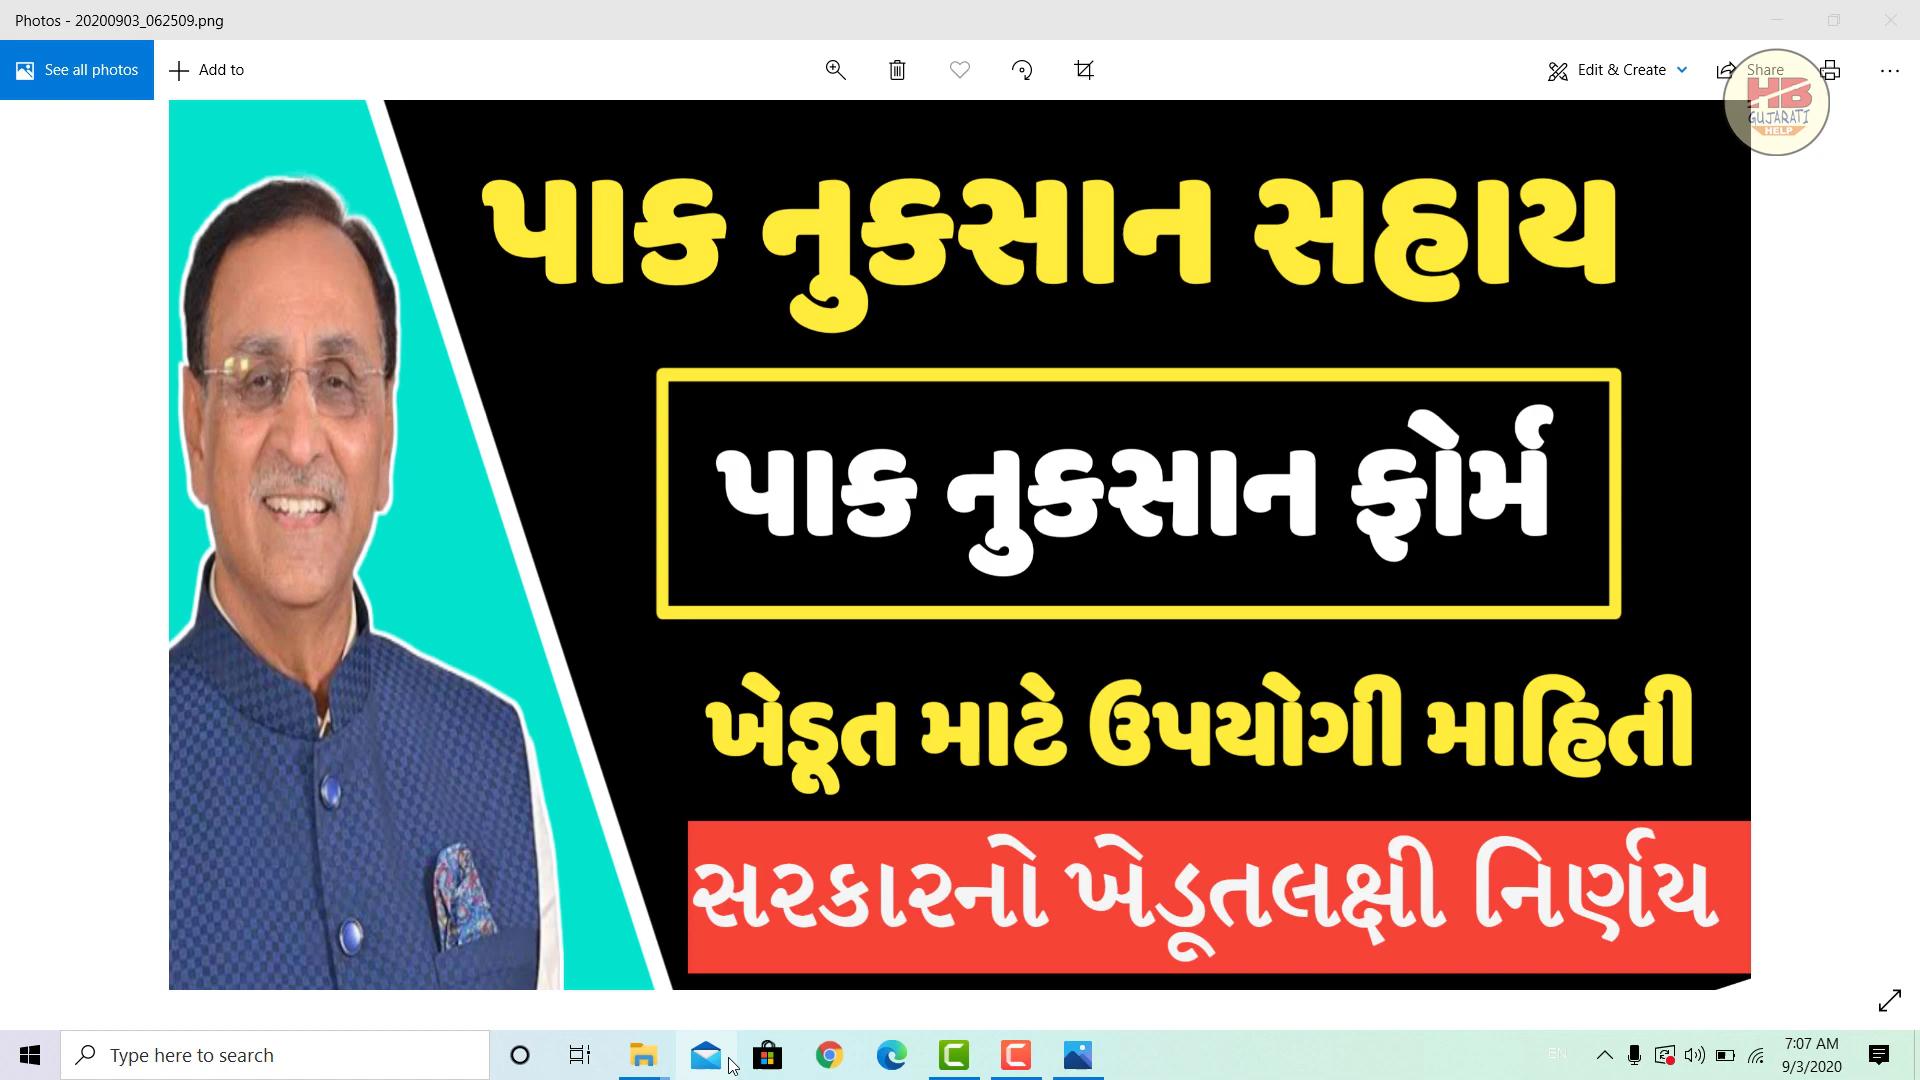 Photos - 20200903_062509.png
See all photos
Add to
Edit & Create
Share
HB
GUJARATI
HELP
પાક નુકસાન સહાય
પાક નુકસાન ફોર્મ
ખેડૂત માટે ઉપયોગી માહિતી
સરકારનો ખેડૂતલક્ષી નિર્ણય
Type here to search
EN
7:07 AM
9/3/2020